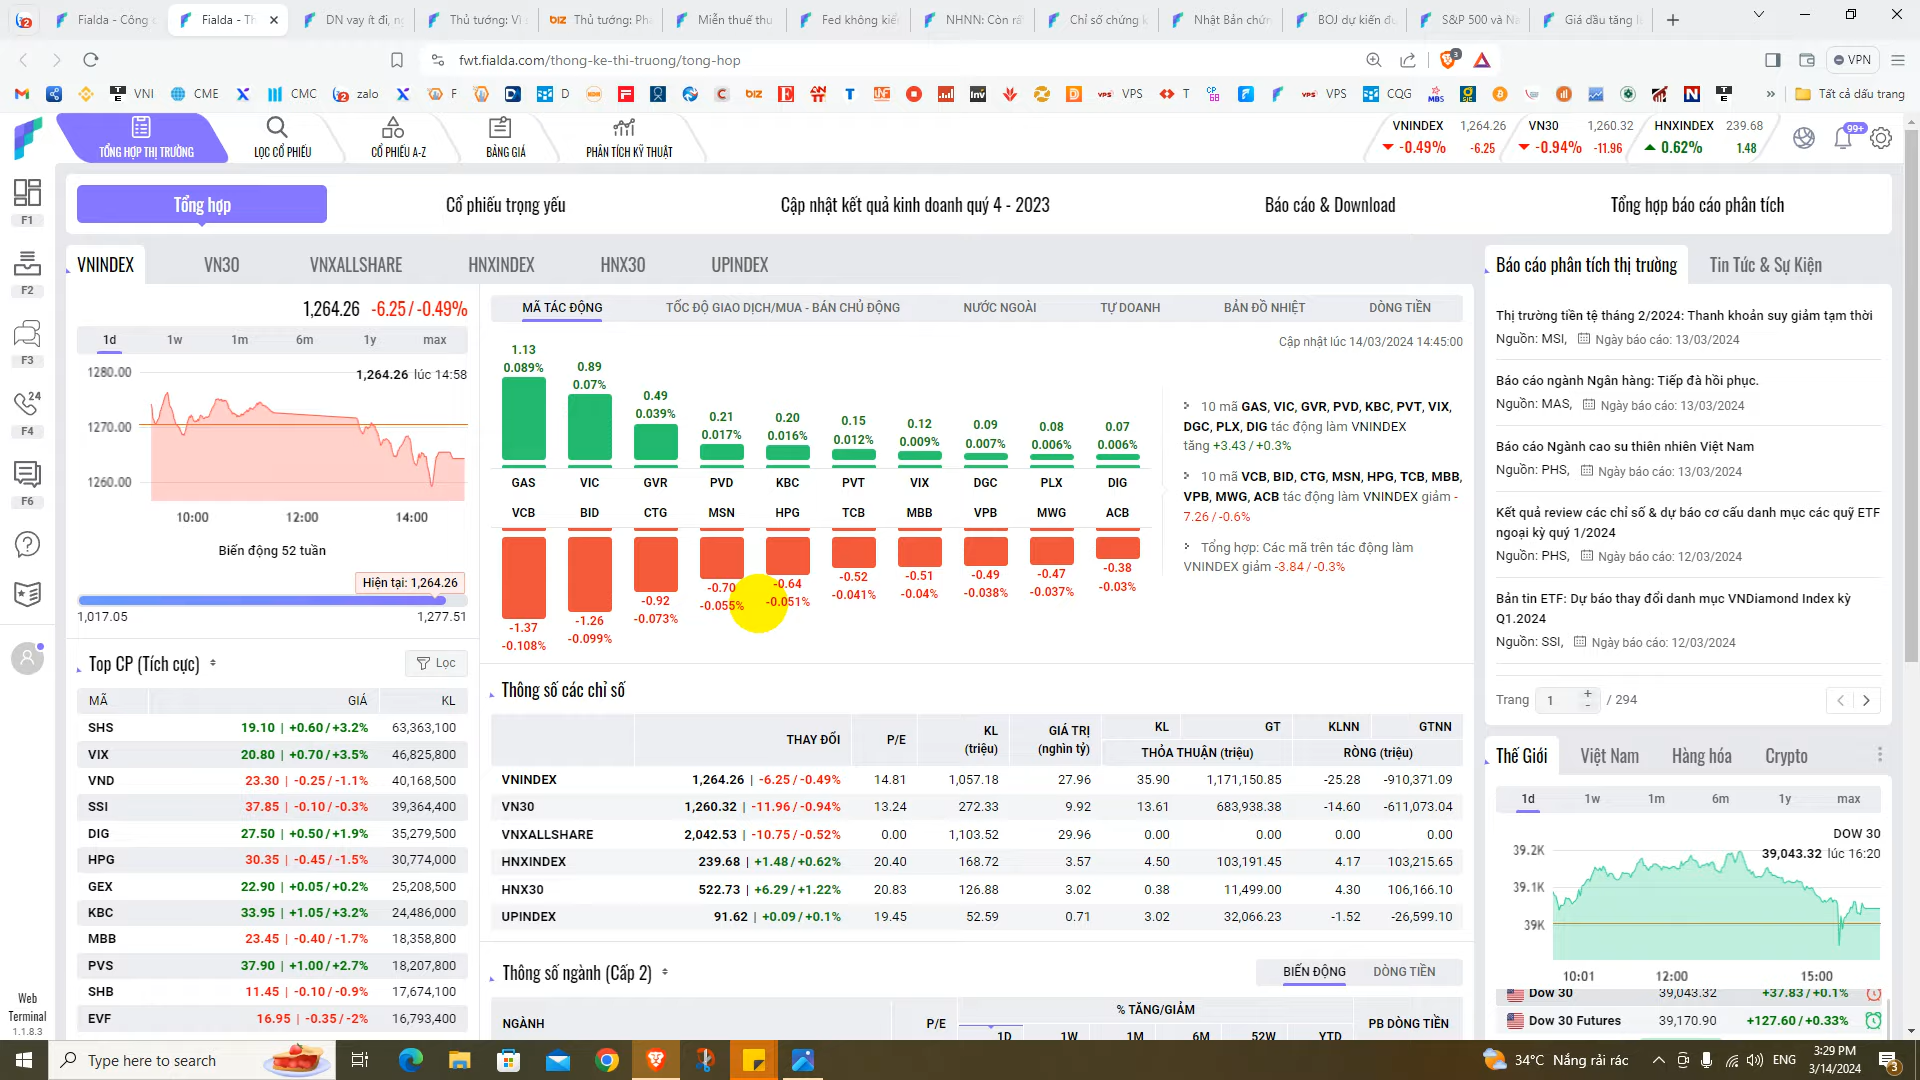 Fialda - Công
Fialda - Th
DN vay ít đi, n
Thủ tướng: Vì
Thủ tướng: Ph
Miễn thuế thu
Fed không kiể
NHNN: Còn rấ
Chỉ số chứng k
Nhật Bản chứn
BOJ dự kiến đư
S&P 500 và Na
Giá dầu tăng l
fwt.fialda.com/thong-ke-thi-truong/tong-hop
VPN
VNI
CME
CMC
zalo
F
D
VPS
T
VPS
CQG
Tất cả dấu trang
TỔNG HỢP THỊ TRƯỜNG
LỌC CỔ PHIẾU
CỔ PHIẾU A-Z
BẢNG GIÁ
PHÂN TÍCH KỸ THUẬT
VNINDEX 1,264.26
-0.49% -6.25
VN30 1,260.32
-0.94% -11.96
HNXINDEX 239.68
0.62% 1.48
99+
F1
F2
F3
24
F4
F6
Web
Terminal
1.1.8.3
Tổng hợp
Cổ phiếu trọng yếu
Cập nhật kết quả kinh doanh quý 4 - 2023
Báo cáo & Download
Tổng hợp báo cáo phân tích
VNINDEX VN30 VNXALLSHARE HNXINDEX HNX30 UPINDEX
1,264.26 -6.25 / -0.49%
1d 1w 1m 6m 1y max
1,264.26 lúc 14:58
1280.00
1270.00
1260.00
10:00 12:00 14:00
Biến động 52 tuần
Hiện tại: 1,264.26
1,017.05 1,277.51
Top CP (Tích cực)
Lọc
MÃ GIÁ KL
SHS 19.10 | +0.60 / +3.2% 63,363,100
VIX 20.80 | +0.70 / +3.5% 46,825,800
VND 23.30 | -0.25 / -1.1% 40,168,500
SSI 37.85 | -0.10 / -0.3% 39,364,400
DIG 27.50 | +0.50 / +1.9% 35,279,500
HPG 30.35 | -0.45 / -1.5% 30,774,000
GEX 22.90 | +0.05 / +0.2% 25,208,500
KBC 33.95 | +1.05 / +3.2% 24,486,000
MBB 23.45 | -0.40 / -1.7% 18,358,800
PVS 37.90 | +1.00 / +2.7% 18,207,800
SHB 11.45 | -0.10 / -0.9% 17,674,100
EVF 16.95 | -0.35 / -2% 16,793,400
MÃ TÁC ĐỘNG
TỐC ĐỘ GIAO DỊCH/MUA - BÁN CHỦ ĐỘNG
NƯỚC NGOÀI
TỰ DOANH
BẢN ĐỒ NHIỆT
DÒNG TIỀN
Cập nhật lúc 14/03/2024 14:45:00
1.13 0.89 0.49 0.21 0.20 0.15 0.12 0.09 0.08 0.07
0.089% 0.07% 0.039% 0.017% 0.016% 0.012% 0.009% 0.007% 0.006% 0.006%
GAS VIC GVR PVD KBC PVT VIX DGC PLX DIG
VCB BID CTG MSN HPG TCB MBB VPB MWG ACB
-1.37 -1.26 -0.92 -0.70 -0.64 -0.52 -0.51 -0.49 -0.47 -0.38
-0.108% -0.099% -0.073% -0.055% -0.051% -0.041% -0.04% -0.038% -0.037% -0.03%
10 mã GAS, VIC, GVR, PVD, KBC, PVT, VIX,
DGC, PLX, DIG tác động làm VNINDEX
tăng +3.43 / +0.3%
10 mã VCB, BID, CTG, MSN, HPG, TCB, MBB,
VPB, MWG, ACB tác động làm VNINDEX giảm -
7.26 / -0.6%
Tổng hợp: Các mã trên tác động làm
VNINDEX giảm -3.84 / -0.3%
Thông số các chỉ số
THAY ĐỔI P/E KL (triệu) GIÁ TRỊ (nghìn tỷ) KL GT KLNN GTNN
THỎA THUẬN (triệu) RÒNG (triệu)
VNINDEX 1,264.26 | -6.25 / -0.49% 14.81 1,057.18 27.96 35.90 1,171,150.85 -25.28 -910,371.09
VN30 1,260.32 | -11.96 / -0.94% 13.24 272.33 9.92 13.61 683,938.38 -14.60 -611,073.04
VNXALLSHARE 2,042.53 | -10.75 / -0.52% 0.00 1,103.52 29.96 0.00 0.00 0.00 0.00
HNXINDEX 239.68 | +1.48 / +0.62% 20.40 168.72 3.57 4.50 103,191.45 4.17 103,215.65
HNX30 522.73 | +6.29 / +1.22% 20.83 126.88 3.02 0.38 11,499.00 4.30 106,166.10
UPINDEX 91.62 | +0.09 / +0.1% 19.45 52.59 0.71 3.02 32,066.23 -1.52 -26,599.10
Thông số ngành (Cấp 2)
BIẾN ĐỘNG DÒNG TIỀN
NGÀNH P/E % TĂNG/GIẢM PB DÒNG TIỀN
1D 1W 1M 6M 52W YTD
Báo cáo phân tích thị trường
Tin Tức & Sự Kiện
Thị trường tiền tệ tháng 2/2024: Thanh khoản suy giảm tạm thời
Nguồn: MSI, Ngày báo cáo: 13/03/2024
Báo cáo ngành Ngân hàng: Tiếp đà hồi phục.
Nguồn: MAS, Ngày báo cáo: 13/03/2024
Báo cáo Ngành cao su thiên nhiên Việt Nam
Nguồn: PHS, Ngày báo cáo: 13/03/2024
Kết quả review các chỉ số & dự báo cơ cấu danh mục các quỹ ETF
ngoại kỳ quý 1/2024
Nguồn: PHS, Ngày báo cáo: 12/03/2024
Bản tin ETF: Dự báo thay đổi danh mục VNDiamond Index kỳ
Q1.2024
Nguồn: SSI, Ngày báo cáo: 12/03/2024
Trang 1 / 294
Thế Giới Việt Nam Hàng hóa Crypto
1d 1w 1m 6m 1y max
DOW 30
39,043.32 lúc 16:20
39.2K
39.1K
39K
10:01 12:00 15:00
Dow 30 39,043.32 +37.83 / +0.1%
Dow 30 Futures 39,170.90 +127.60 / +0.33%
Type here to search
34°C Nắng rải rác
ENG
3:29 PM
3/14/2024
3